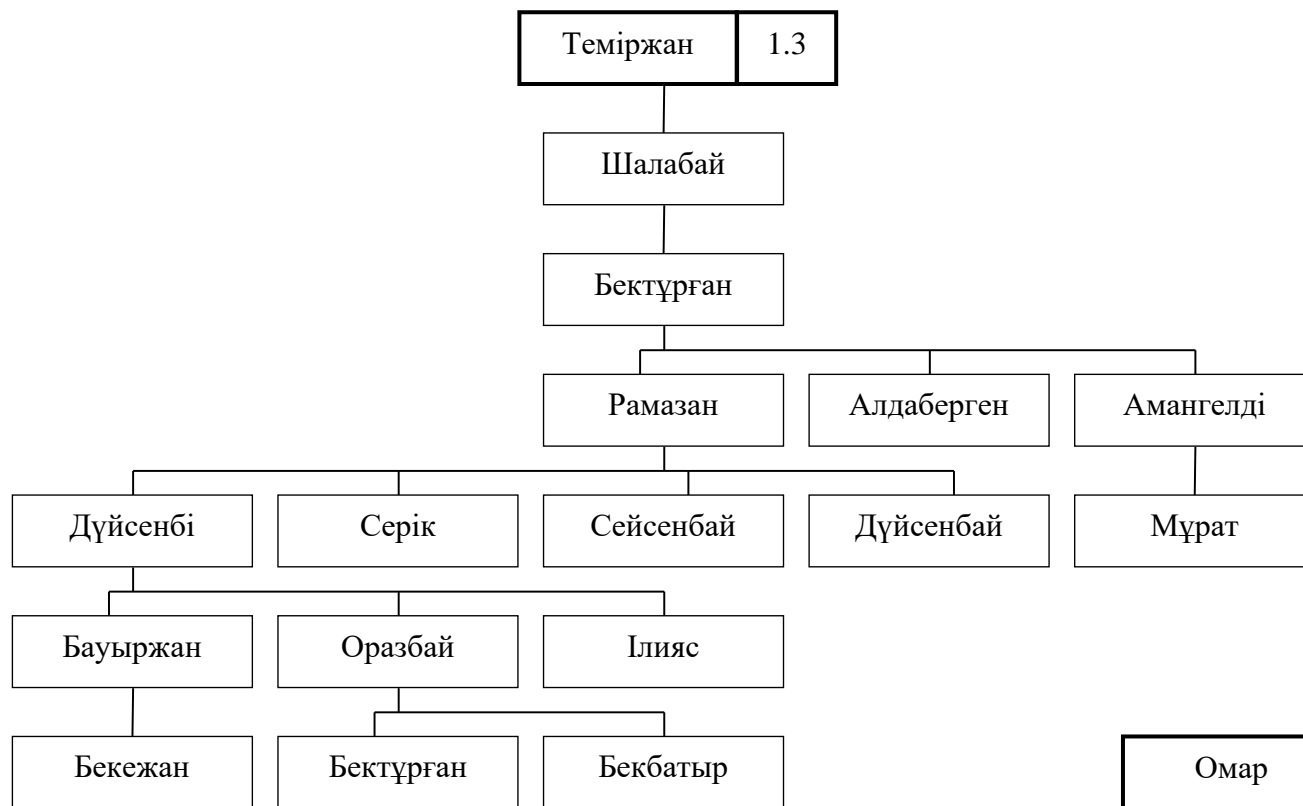 Теміржан 1.3
Шалабай
Бектұрған
Рамазан Алдаберген Амангелді
Дүйсенбі Серік Сейсенбай Дүйсенбай Мұрат
Бауыржан Оразбай Ілияс
Бекежан Бектұрған Бекбатыр Омар